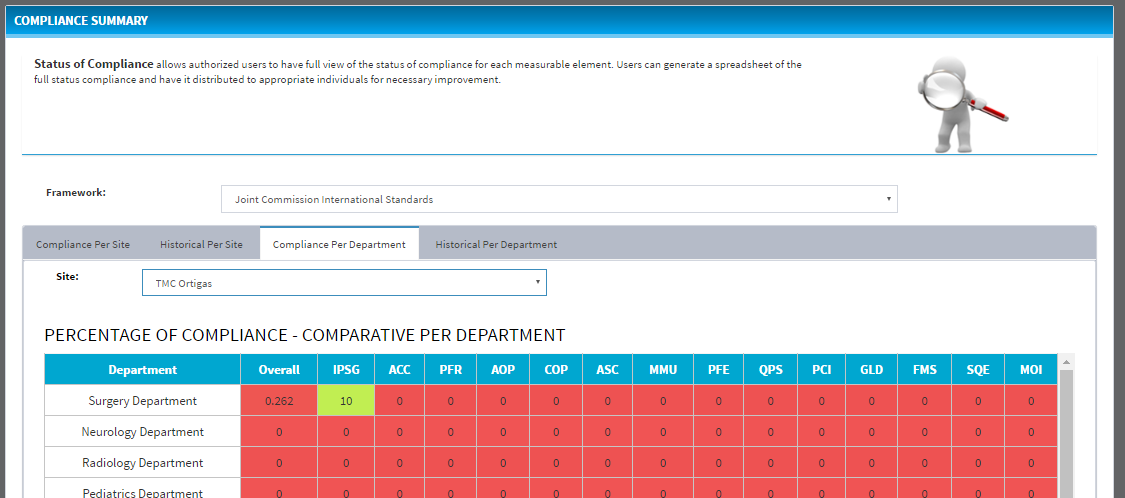 COMPLIANCE SUMMARY
Status of Compliance allows authorized users to have full view of the status of compliance for each measurable element. Users can generate a spreadsheet of the
full status compliance and have it distributed to appropriate individuals for necessary improvement.
Framework:
Joint Commission International Standards
Compliance Per Site Historical Per Site Compliance Per Department Historical Per Department
Site:
TMC Ortigas
PERCENTAGE OF COMPLIANCE - COMPARATIVE PER DEPARTMENT
Department Overall IPSG ACC PFR AOP COP ASC MMU PFE QPS PCI GLD FMS SQE MOI
Surgery Department 0.262 10 0 0 0 0 0 0 0 0 0 0 0 0 0
Neurology Department 0 0 0 0 0 0 0 0 0 0 0 0 0 0 0
Radiology Department 0 0 0 0 0 0 0 0 0 0 0 0 0 0 0
Pediatrics Department 0 0 0 0 0 0 0 0 0 0 0 0 0 0 0